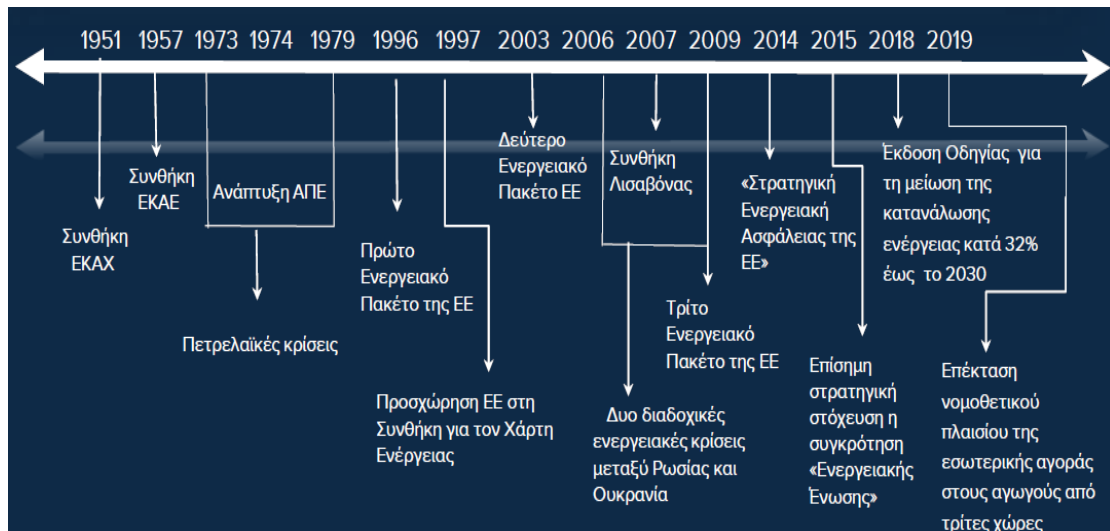 1951 1957 1973 1974 1979 1996 1997 2003 2006 2007 2009 2014 2015 2018 2019
Συνθήκη
ΕΚΑΧ
Συνθήκη
ΕΚΑΕ
Ανάπτυξη ΑΠΕ
Πετρελαϊκές κρίσεις
Πρώτο
Ενεργειακό
Πακέτο της ΕΕ
Προσχώρηση ΕΕ στη
Συνθήκη για τον Χάρτη
Ενέργειας
Δεύτερο
Ενεργειακό
Πακέτο ΕΕ
Δυο διαδοχικές
ενεργειακές κρίσεις
μεταξύ Ρωσίας και
Ουκρανία
Συνθήκη
Λισαβόνας
Τρίτο
Ενεργειακό
Πακέτο της ΕΕ
«Στρατηγική
Ενεργειακή
Ασφάλειας της
ΕΕ»
Επίσημη
στρατηγική
στόχευση η
συγκρότηση
«Ενεργειακής
Ένωσης»
Έκδοση Οδηγίας για
τη μείωση της
κατανάλωσης
ενέργειας κατά 32%
έως το 2030
Επέκταση
νομοθετικού
πλαισίου της
εσωτερικής αγοράς
στους αγωγούς από
τρίτες χώρες